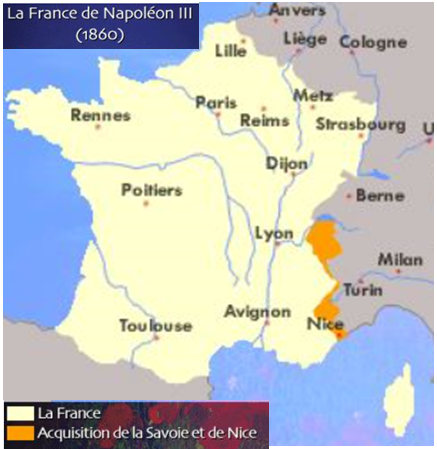 La France de Napoléon III
(1860)
Anvers
Lille
Liège
Cologne
Paris
Metz
Rennes
Reims
Strasbourg
U
Dijon
Poitiers
Berne
Lyon
Milan
Turin
Avignon
Toulouse
Nice
La France
Acquisition de la Savoie et de Nice